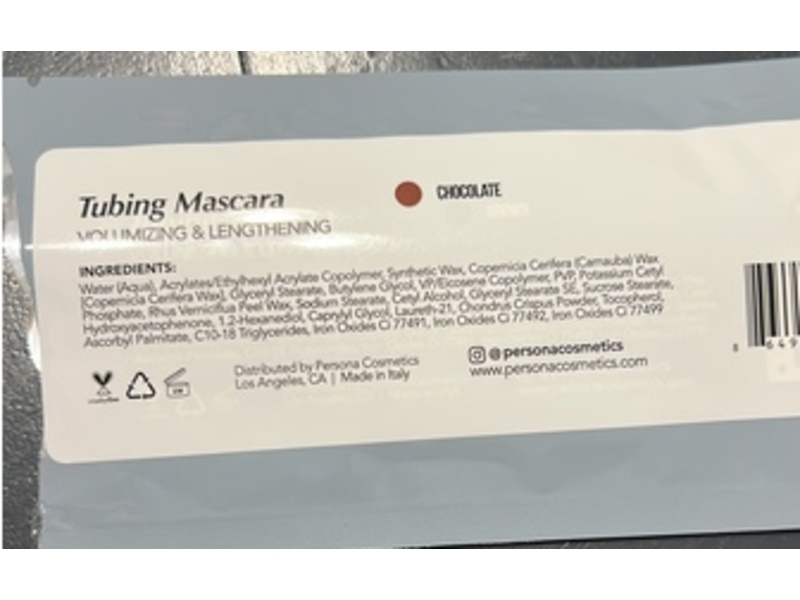 Tubing Mascara
CHOCOLATE
VOLUMIZING & LENGTHENING
INGREDIENTS:
Water (Aqua), Acrylates/Ethylhexyl Acrylate Copolymer, Synthetic Wax, Copernicia Cerifera (Carnauba) Wax
[Copernicia Cerifera Wax], Glyceryl Stearate, Butylene Glycol, VP/Eicosene Copolymer, PVP, Potassium Cetyl
Phosphate, Rhus Verniciflua Peel Wax, Sodium Stearate, Cetyl Alcohol, Glyceryl Stearate SE, Sucrose Stearate,
Hydroxyacetophenone, 1,2-Hexanediol, Caprylyl Glycol, Laureth-21, Chondrus Crispus Powder, Tocopherol,
Ascorbyl Palmitate, C10-18 Triglycerides, Iron Oxides Ci 77491, Iron Oxides Ci 77492, Iron Oxides Ci 77499
Distributed by Persona Cosmetics
Los Angeles, CA | Made in Italy
@personacosmetics
www.personacosmetics.com
8 649